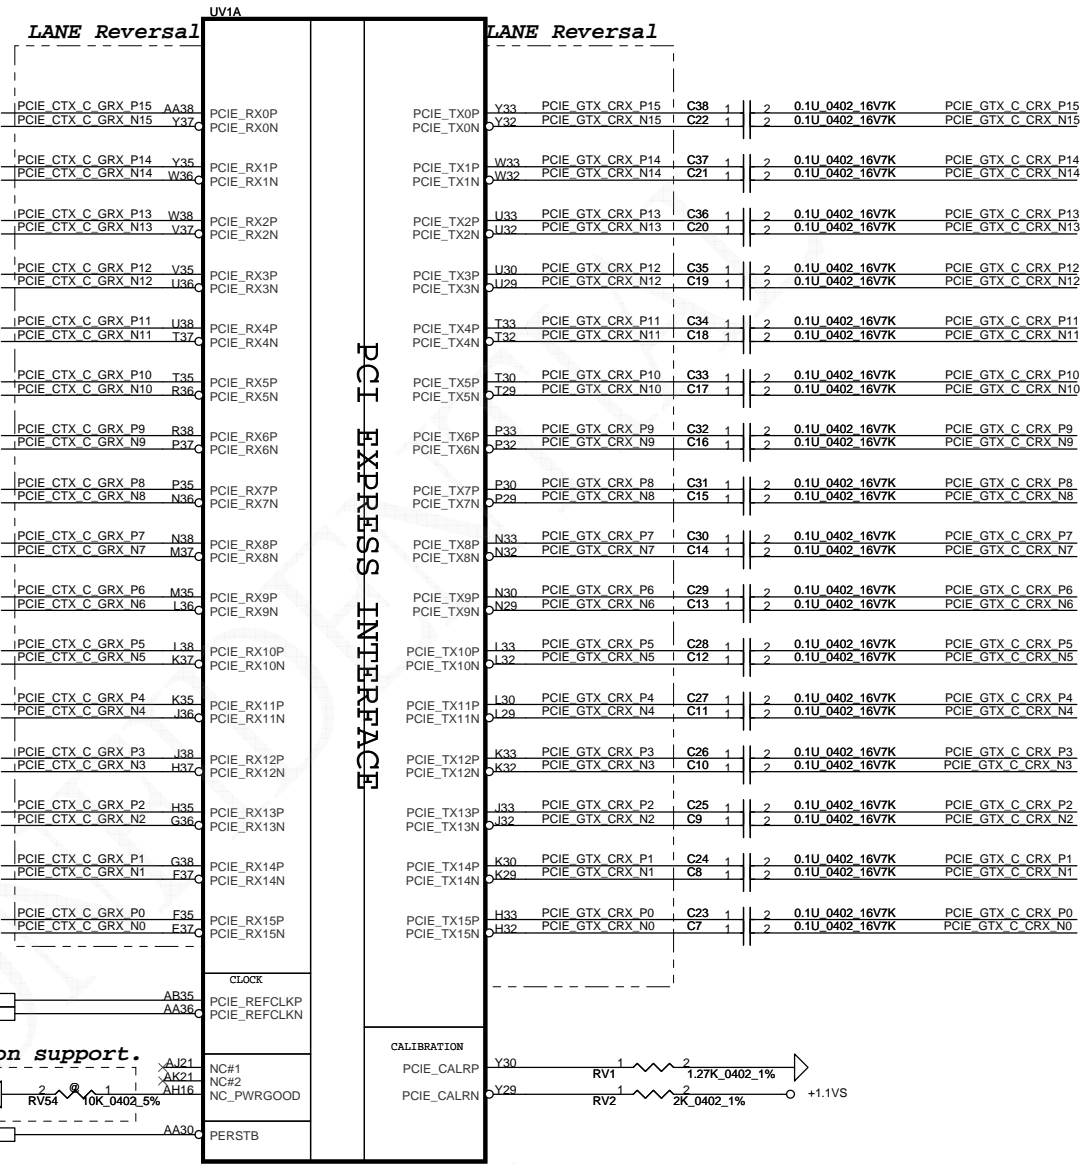 UV1A
LANE Reversal LANE Reversal
PCIE_CTX_C_GRX_P15 AA38 PCIE_RX0P PCIE_TX0P Y33 PCIE_GTX_CRX_P15 C38 1 2 0.1U_0402_16V7K PCIE_GTX_C_CRX_P15
PCIE_CTX_C_GRX_N15 Y37 PCIE_RX0N PCIE_TX0N Y32 PCIE_GTX_CRX_N15 C22 1 2 0.1U_0402_16V7K PCIE_GTX_C_CRX_N15
PCIE_CTX_C_GRX_P14 Y35 PCIE_RX1P PCIE_TX1P W33 PCIE_GTX_CRX_P14 C37 1 2 0.1U_0402_16V7K PCIE_GTX_C_CRX_P14
PCIE_CTX_C_GRX_N14 W36 PCIE_RX1N PCIE_TX1N W32 PCIE_GTX_CRX_N14 C21 1 2 0.1U_0402_16V7K PCIE_GTX_C_CRX_N14
PCIE_CTX_C_GRX_P13 W38 PCIE_RX2P PCIE_TX2P U33 PCIE_GTX_CRX_P13 C36 1 2 0.1U_0402_16V7K PCIE_GTX_C_CRX_P13
PCIE_CTX_C_GRX_N13 V37 PCIE_RX2N PCIE_TX2N U32 PCIE_GTX_CRX_N13 C20 1 2 0.1U_0402_16V7K PCIE_GTX_C_CRX_N13
PCIE_CTX_C_GRX_P12 V35 PCIE_RX3P PCIE_TX3P U30 PCIE_GTX_CRX_P12 C35 1 2 0.1U_0402_16V7K PCIE_GTX_C_CRX_P12
PCIE_CTX_C_GRX_N12 U36 PCIE_RX3N PCIE_TX3N U29 PCIE_GTX_CRX_N12 C19 1 2 0.1U_0402_16V7K PCIE_GTX_C_CRX_N12
PCIE_CTX_C_GRX_P11 U38 PCIE_RX4P PCIE_TX4P T33 PCIE_GTX_CRX_P11 C34 1 2 0.1U_0402_16V7K PCIE_GTX_C_CRX_P11
PCIE_CTX_C_GRX_N11 T37 PCIE_RX4N PCIE_TX4N T32 PCIE_GTX_CRX_N11 C18 1 2 0.1U_0402_16V7K PCIE_GTX_C_CRX_N11
PCIE_CTX_C_GRX_P10 T35 PCIE_RX5P PCIE_TX5P T30 PCIE_GTX_CRX_P10 C33 1 2 0.1U_0402_16V7K PCIE_GTX_C_CRX_P10
PCIE_CTX_C_GRX_N10 R36 PCIE_RX5N PCIE_TX5N T29 PCIE_GTX_CRX_N10 C17 1 2 0.1U_0402_16V7K PCIE_GTX_C_CRX_N10
PCIE_CTX_C_GRX_P9 R38 PCIE_RX6P PCIE_TX6P P33 PCIE_GTX_CRX_P9 C32 1 2 0.1U_0402_16V7K PCIE_GTX_C_CRX_P9
PCIE_CTX_C_GRX_N9 P37 PCIE_RX6N PCIE_TX6N P32 PCIE_GTX_CRX_N9 C16 1 2 0.1U_0402_16V7K PCIE_GTX_C_CRX_N9
PCIE_CTX_C_GRX_P8 P35 PCIE_RX7P PCIE_TX7P P30 PCIE_GTX_CRX_P8 C31 1 2 0.1U_0402_16V7K PCIE_GTX_C_CRX_P8
PCIE_CTX_C_GRX_N8 N36 PCIE_RX7N PCIE_TX7N P29 PCIE_GTX_CRX_N8 C15 1 2 0.1U_0402_16V7K PCIE_GTX_C_CRX_N8
PCIE_CTX_C_GRX_P7 N38 PCIE_RX8P PCIE_TX8P N33 PCIE_GTX_CRX_P7 C30 1 2 0.1U_0402_16V7K PCIE_GTX_C_CRX_P7
PCIE_CTX_C_GRX_N7 M37 PCIE_RX8N PCIE_TX8N N32 PCIE_GTX_CRX_N7 C14 1 2 0.1U_0402_16V7K PCIE_GTX_C_CRX_N7
PCIE_CTX_C_GRX_P6 M35 PCIE_RX9P PCIE_TX9P N30 PCIE_GTX_CRX_P6 C29 1 2 0.1U_0402_16V7K PCIE_GTX_C_CRX_P6
PCIE_CTX_C_GRX_N6 L36 PCIE_RX9N PCIE_TX9N N29 PCIE_GTX_CRX_N6 C13 1 2 0.1U_0402_16V7K PCIE_GTX_C_CRX_N6
PCIE_CTX_C_GRX_P5 L38 PCIE_RX10P PCIE_TX10P L33 PCIE_GTX_CRX_P5 C28 1 2 0.1U_0402_16V7K PCIE_GTX_C_CRX_P5
PCIE_CTX_C_GRX_N5 K37 PCIE_RX10N PCIE_TX10N L32 PCIE_GTX_CRX_N5 C12 1 2 0.1U_0402_16V7K PCIE_GTX_C_CRX_N5
PCIE_CTX_C_GRX_P4 K35 PCIE_RX11P PCIE_TX11P L30 PCIE_GTX_CRX_P4 C27 1 2 0.1U_0402_16V7K PCIE_GTX_C_CRX_P4
PCIE_CTX_C_GRX_N4 J36 PCIE_RX11N PCIE_TX11N L29 PCIE_GTX_CRX_N4 C11 1 2 0.1U_0402_16V7K PCIE_GTX_C_CRX_N4
PCIE_CTX_C_GRX_P3 J38 PCIE_RX12P PCIE_TX12P K33 PCIE_GTX_CRX_P3 C26 1 2 0.1U_0402_16V7K PCIE_GTX_C_CRX_P3
PCIE_CTX_C_GRX_N3 H37 PCIE_RX12N PCIE_TX12N K32 PCIE_GTX_CRX_N3 C10 1 2 0.1U_0402_16V7K PCIE_GTX_C_CRX_N3
PCIE_CTX_C_GRX_P2 H35 PCIE_RX13P PCIE_TX13P J33 PCIE_GTX_CRX_P2 C25 1 2 0.1U_0402_16V7K PCIE_GTX_C_CRX_P2
PCIE_CTX_C_GRX_N2 G36 PCIE_RX13N PCIE_TX13N J32 PCIE_GTX_CRX_N2 C9 1 2 0.1U_0402_16V7K PCIE_GTX_C_CRX_N2
PCIE_CTX_C_GRX_P1 G38 PCIE_RX14P PCIE_TX14P K30 PCIE_GTX_CRX_P1 C24 1 2 0.1U_0402_16V7K PCIE_GTX_C_CRX_P1
PCIE_CTX_C_GRX_N1 F37 PCIE_RX14N PCIE_TX14N K29 PCIE_GTX_CRX_N1 C8 1 2 0.1U_0402_16V7K PCIE_GTX_C_CRX_N1
PCIE_CTX_C_GRX_P0 F35 PCIE_RX15P PCIE_TX15P H33 PCIE_GTX_CRX_P0 C23 1 2 0.1U_0402_16V7K PCIE_GTX_C_CRX_P0
PCIE_CTX_C_GRX_N0 E37 PCIE_RX15N PCIE_TX15N H32 PCIE_GTX_CRX_N0 C7 1 2 0.1U_0402_16V7K PCIE_GTX_C_CRX_N0
PCI EXPRESS INTERFACE
CLOCK
AB35 PCIE_REFCLKP
AA36 PCIE_REFCLKN
on support.
CALIBRATION
AJ21 NC#1 PCIE_CALRP Y30 RV1 1 2 1.27K_0402_1%
AK21 NC#2
RV54 2 @ 1 10K_0402_5% AH16 NC_PWRGOOD PCIE_CALRN Y29 RV2 1 2 2K_0402_1% +1.1VS
AA30 PERSTB
CONFIDENTIAL